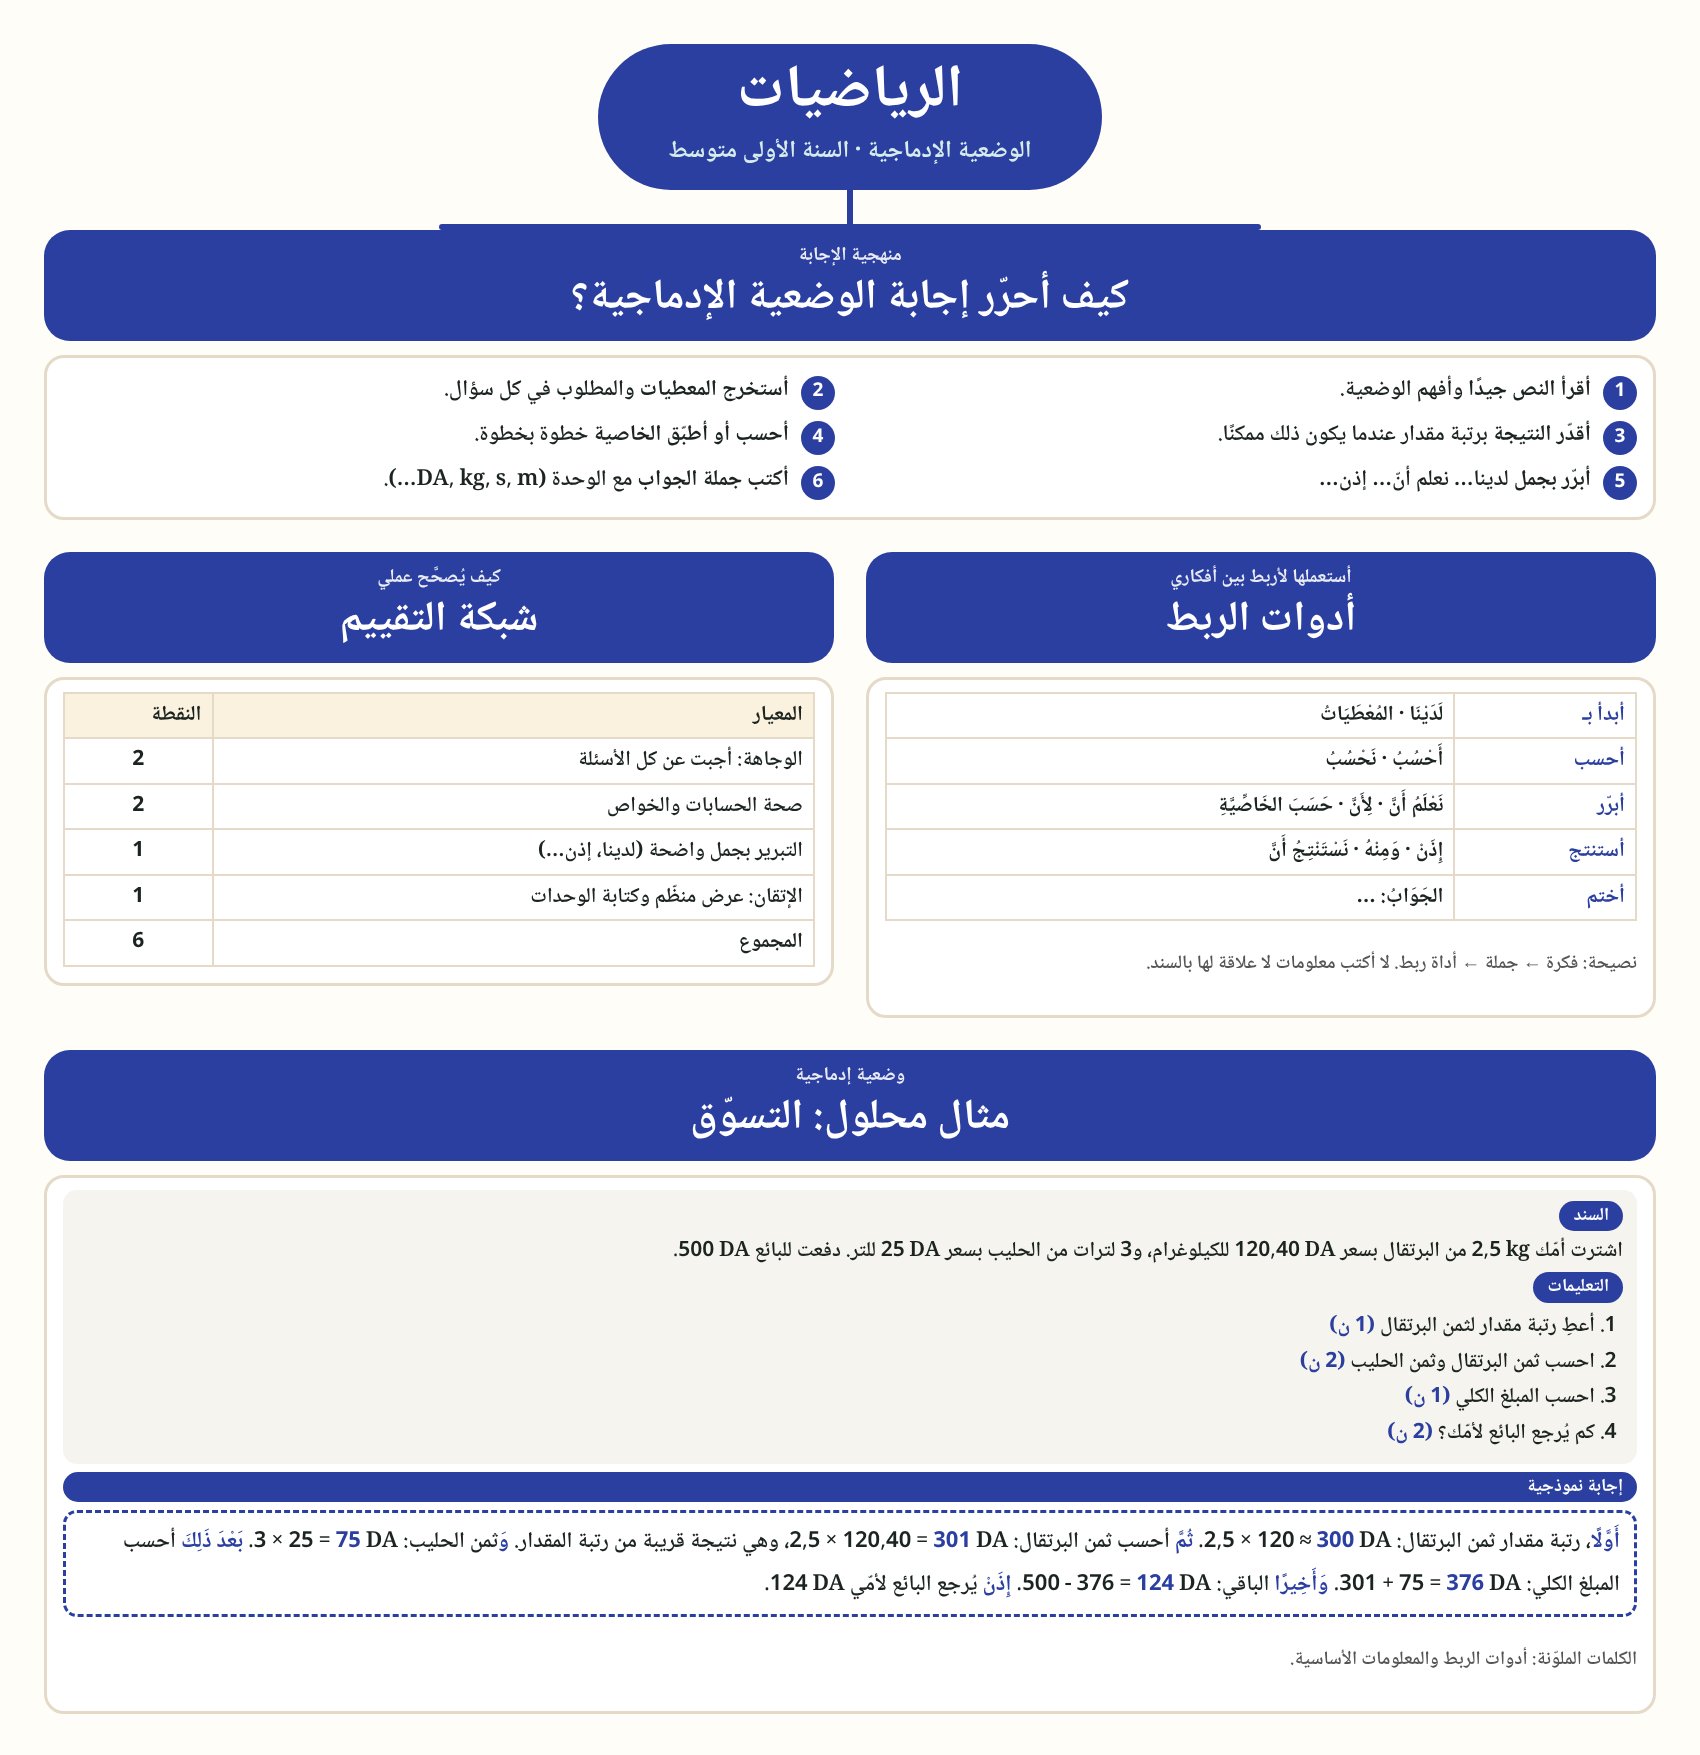 الرياضيات
الوضعية الإدماجية · السنة الأولى متوسط
منهجية الإجابة
كيف أحرّر إجابة الوضعية الإدماجية؟
1 أقرأ النص جيدًا وأفهم الوضعية.
2 أستخرج المعطيات والمطلوب في كل سؤال.
3 أقدّر النتيجة برتبة مقدار عندما يكون ذلك ممكنًا.
4 أحسب أو أطبّق الخاصية خطوة بخطوة.
5 أبرّر بجمل لدينا… نعلم أنّ… إذن…
6 أكتب جملة الجواب مع الوحدة (DA, kg, s, m…).
أستعملها لأربط بين أفكاري
أدوات الربط
أبدأ بـ لَدَيْنَا · المُعْطَيَاتُ
أحسب أَحْسُبُ · نَحْسُبُ
أبرّر نَعْلَمُ أَنَّ · لِأَنَّ · حَسَبَ الخَاصِّيَّةِ
أستنتج إِذَنْ · وَمِنْهُ · نَسْتَنْتِجُ أَنَّ
أختم الجَوَابُ: …
نصيحة: فكرة ← جملة ← أداة ربط. لا أكتب معلومات لا علاقة لها بالسند.
كيف يُصحَّح عملي
شبكة التقييم
المعيار النقطة
الوجاهة: أجبت عن كل الأسئلة 2
صحة الحسابات والخواص 2
التبرير بجمل واضحة (لدينا، إذن…) 1
الإتقان: عرض منظّم وكتابة الوحدات 1
المجموع 6
وضعية إدماجية
مثال محلول: التسوّق
السند
اشترت أمّك 2,5 kg من البرتقال بسعر 120,40 DA للكيلوغرام، و3 لترات من الحليب بسعر 25 DA للتر. دفعت للبائع 500 DA.
التعليمات
1. أعطِ رتبة مقدار لثمن البرتقال (1 ن)
2. احسب ثمن البرتقال وثمن الحليب (2 ن)
3. احسب المبلغ الكلي (1 ن)
4. كم يُرجع البائع لأمّك؟ (2 ن)
إجابة نموذجية
أَوَّلًا، رتبة مقدار ثمن البرتقال: 2,5 × 120 ≈ 300 DA. ثُمَّ أحسب ثمن البرتقال: 2,5 × 120,40 = 301 DA، وهي نتيجة قريبة من رتبة المقدار. وَثمن الحليب: 3 × 25 = 75 DA. بَعْدَ ذَلِكَ أحسب
المبلغ الكلي: 301 + 75 = 376 DA. وَأَخِيرًا الباقي: 500 - 376 = 124 DA. إِذَنْ يُرجع البائع لأمّي 124 DA.
الكلمات الملوّنة: أدوات الربط والمعلومات الأساسية.